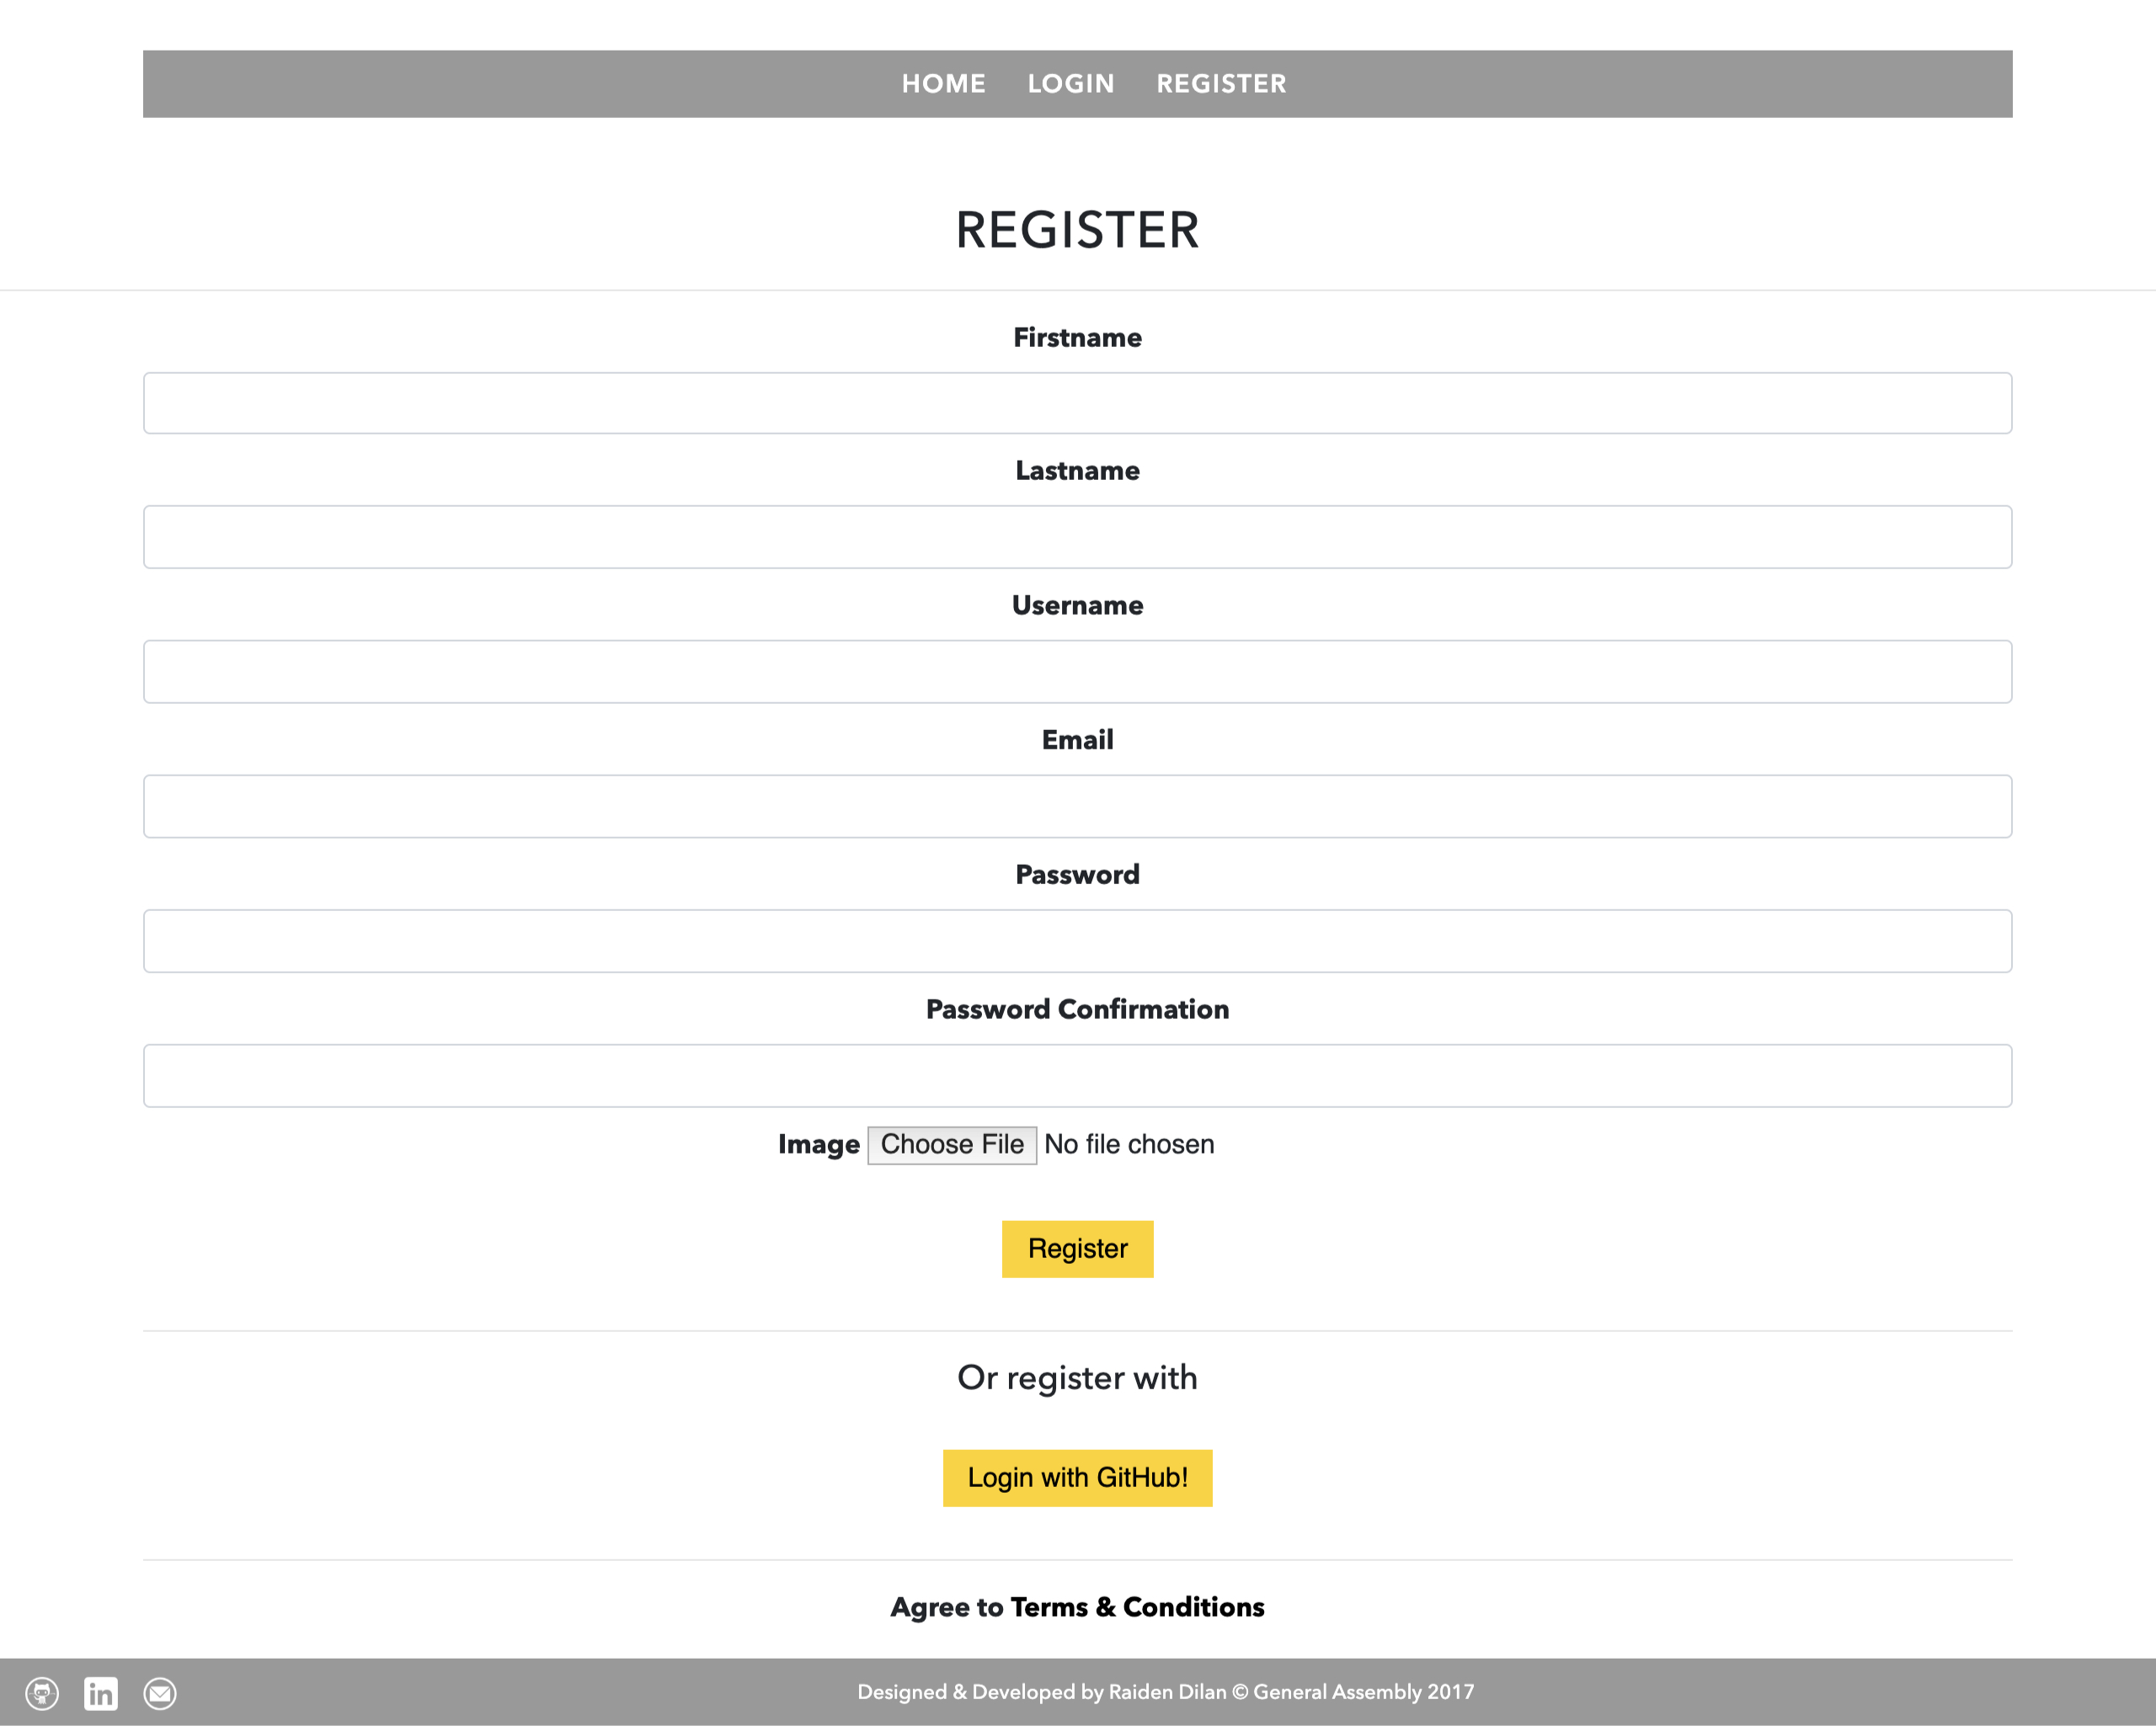 HOME LOGIN REGISTER
REGISTER
Firstname
Lastname
Username
Email
Password
Password Confirmation
Image Choose File No file chosen
Register
Or register with
Login with GitHub!
Agree to Terms & Conditions
in Designed & Developed by Raiden Dilan © General Assembly 2017